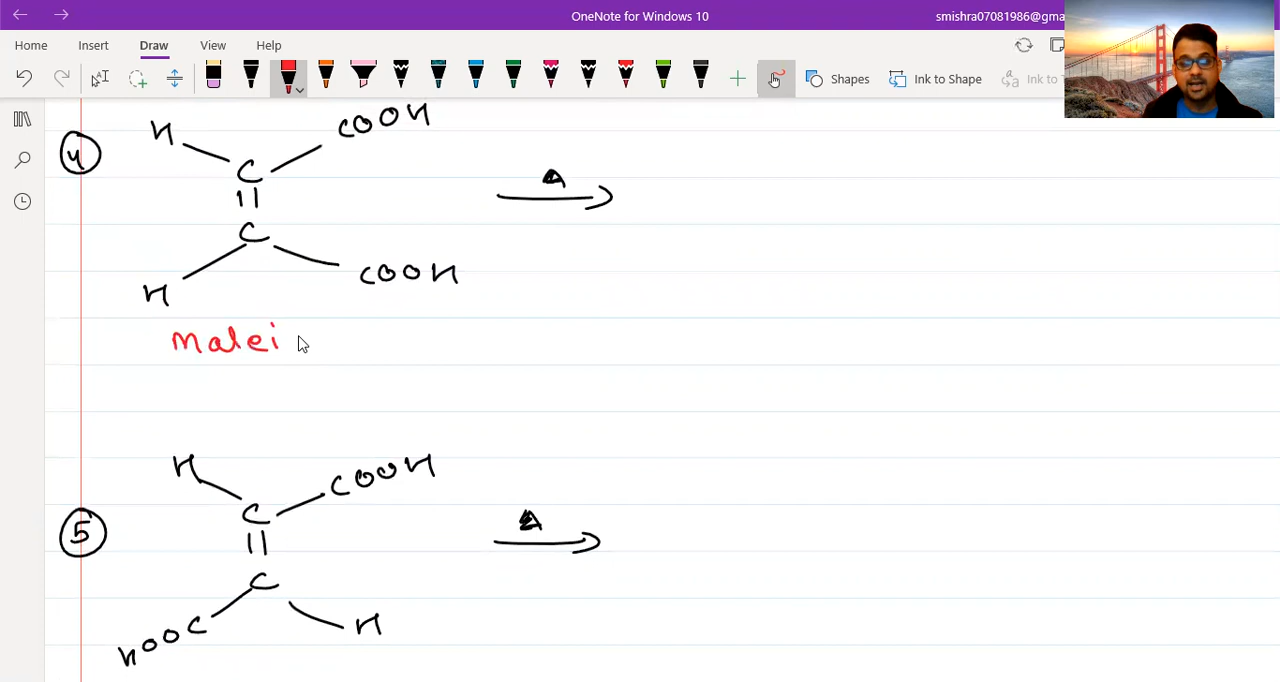 OneNote for Windows 10
smishra07081986@gma
Home Insert Draw View Help
Shapes
Ink to Shape
Ink to
4
H COOH
C
||
C
H COOH
Δ
Malei
5
H COOH
C
||
C
HOOC H
Δ